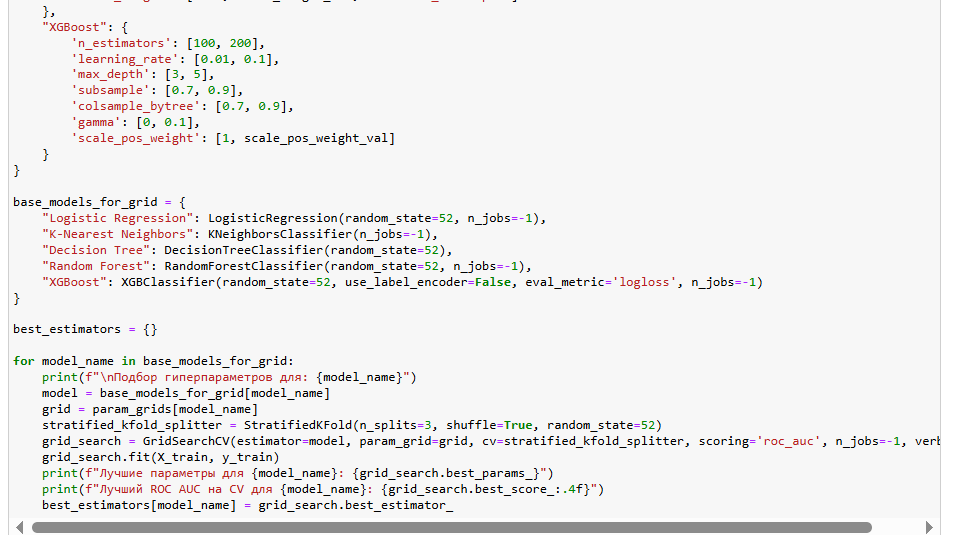 },
    "XGBoost": {
        'n_estimators': [100, 200],
        'learning_rate': [0.01, 0.1],
        'max_depth': [3, 5],
        'subsample': [0.7, 0.9],
        'colsample_bytree': [0.7, 0.9],
        'gamma': [0, 0.1],
        'scale_pos_weight': [1, scale_pos_weight_val]
    }
}
base_models_for_grid = {
    "Logistic Regression": LogisticRegression(random_state=52, n_jobs=-1),
    "K-Nearest Neighbors": KNeighborsClassifier(n_jobs=-1),
    "Decision Tree": DecisionTreeClassifier(random_state=52),
    "Random Forest": RandomForestClassifier(random_state=52, n_jobs=-1),
    "XGBoost": XGBClassifier(random_state=52, use_label_encoder=False, eval_metric='logloss', n_jobs=-1)
}
best_estimators = {}
for model_name in base_models_for_grid:
    print(f"\nПодбор гиперпараметров для: {model_name}")
    model = base_models_for_grid[model_name]
    grid = param_grids[model_name]
    stratified_kfold_splitter = StratifiedKFold(n_splits=3, shuffle=True, random_state=52)
    grid_search = GridSearchCV(estimator=model, param_grid=grid, cv=stratified_kfold_splitter, scoring='roc_auc', n_jobs=-1, verb
    grid_search.fit(X_train, y_train)
    print(f"Лучшие параметры для {model_name}: {grid_search.best_params_}")
    print(f"Лучший ROC AUC на CV для {model_name}: {grid_search.best_score_:.4f}")
    best_estimators[model_name] = grid_search.best_estimator_